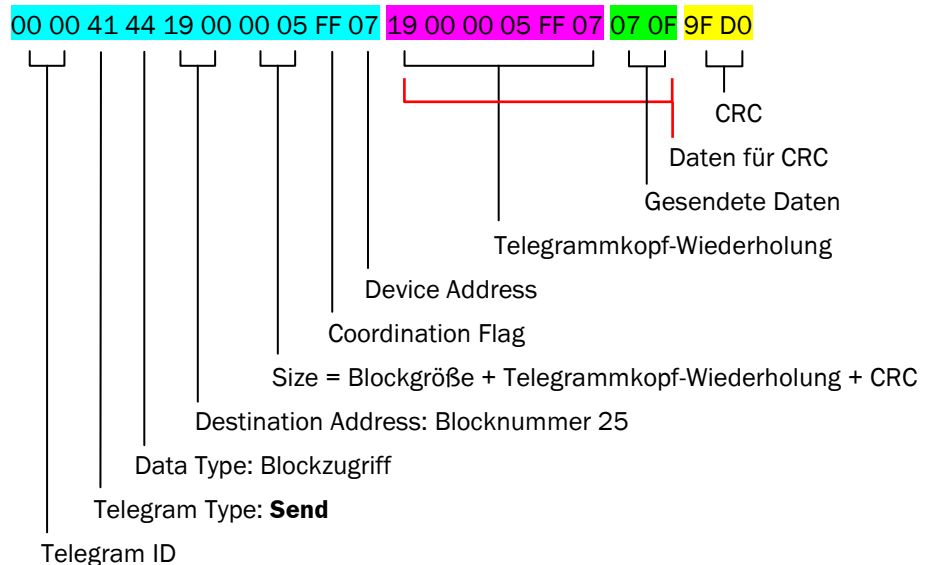 00 00 41 44 19 00 00 05 FF 07 19 00 00 05 FF 07 07 0F 9F D0
CRC
Daten für CRC
Gesendete Daten
Telegrammkopf-Wiederholung
Device Address
Coordination Flag
Size = Blockgröße + Telegrammkopf-Wiederholung + CRC
Destination Address: Blocknummer 25
Data Type: Blockzugriff
Telegram Type: Send
Telegram ID